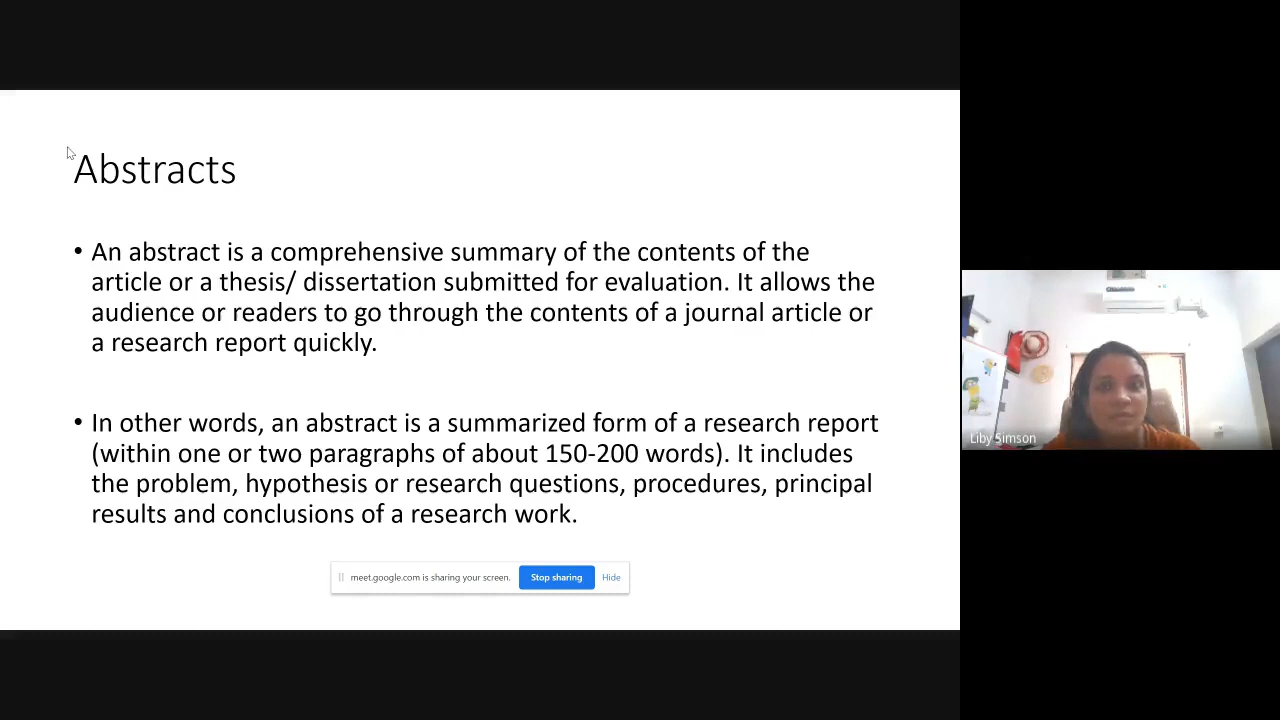 Abstracts
• An abstract is a comprehensive summary of the contents of the
article or a thesis/ dissertation submitted for evaluation. It allows the
audience or readers to go through the contents of a journal article or
a research report quickly.
• In other words, an abstract is a summarized form of a research report
(within one or two paragraphs of about 150-200 words). It includes
the problem, hypothesis or research questions, procedures, principal
results and conclusions of a research work.
meet.google.com is sharing your screen. Stop sharing Hide
Liby Simson